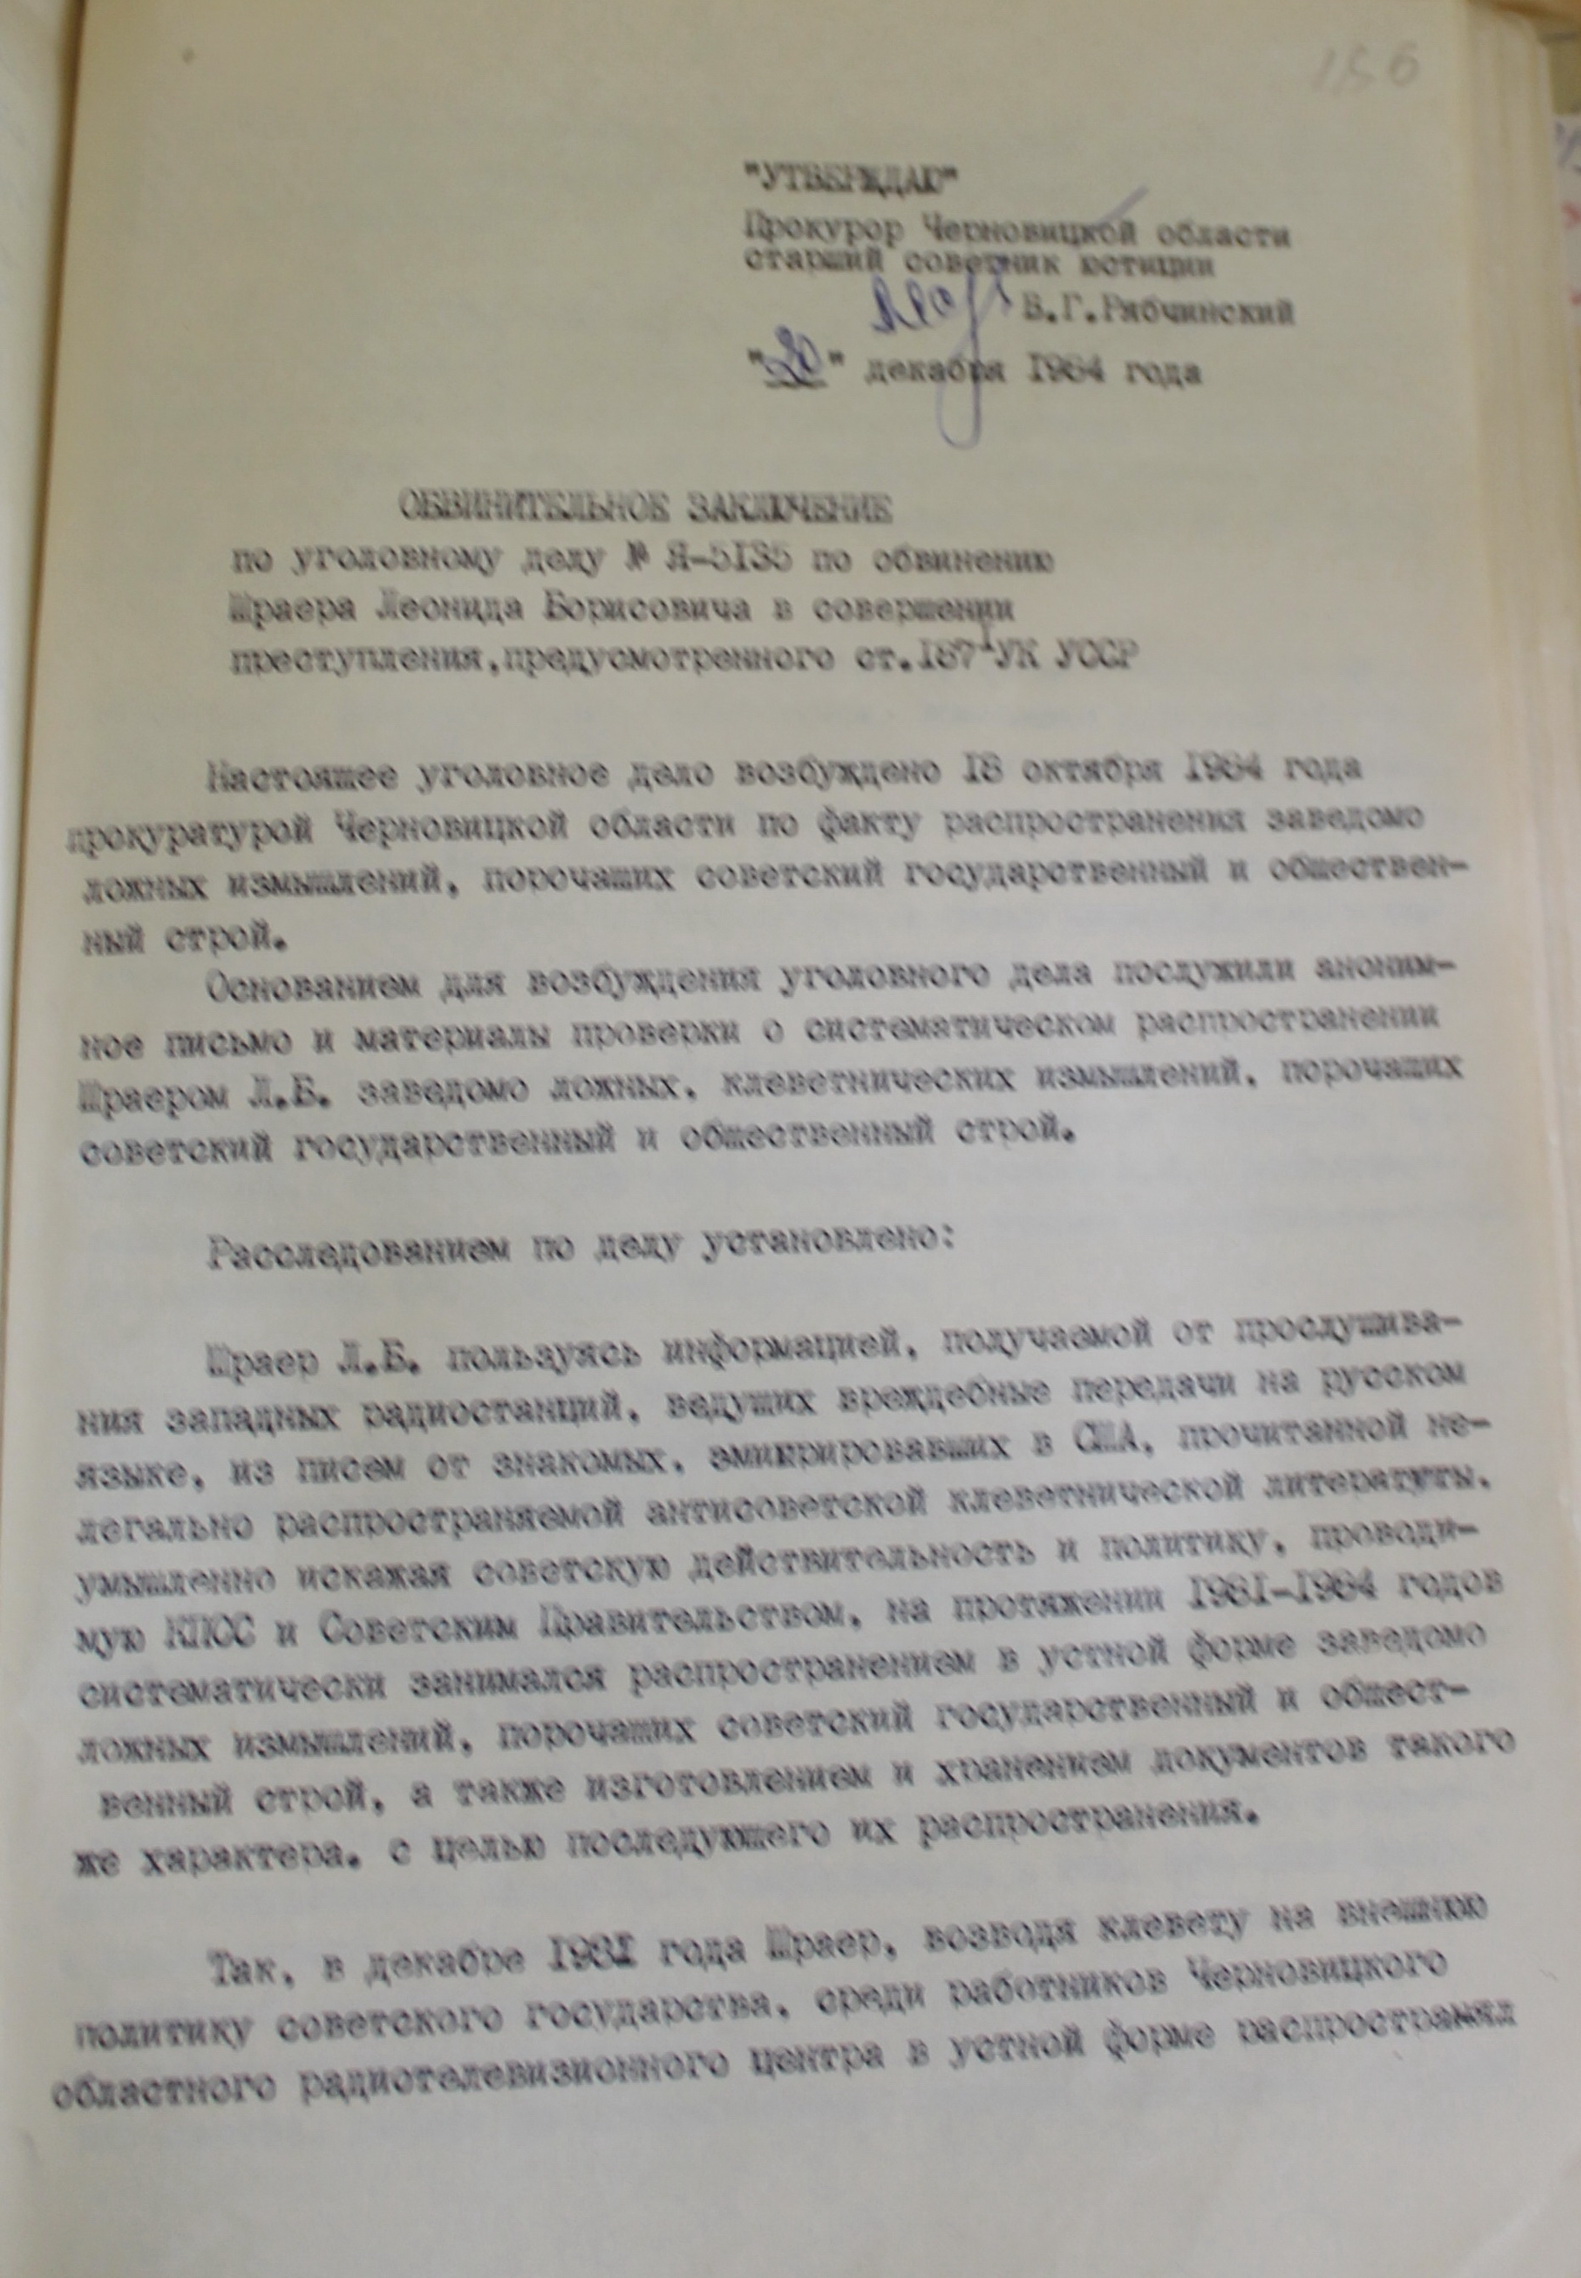 156
"УТВЕРЖДАЮ"
Прокурор Черновицкой области
старший советник юстиции
В.Г.Рябчинский
"20" декабря 1984 года
ОБВИНИТЕЛЬНОЕ ЗАКЛЮЧЕНИЕ
по уголовному делу № Я-5135 по обвинению
Шраера Леонида Борисовича в совершении
преступления,предусмотренного ст.187 I УК УССР
Настоящее уголовное дело возбуждено 18 октября 1984 года
прокуратурой Черновицкой области по факту распространения заведомо
ложных измышлений, порочащих советский государственный и обществен-
ный строй.
Основанием для возбуждения уголовного дела послужили аноним-
ное письмо и материалы проверки о систематическом распространении
Шраером Л.Б. заведомо ложных, клеветнических измышлений, порочащих
советский государственный и общественный строй.
Расследованием по делу установлено:
Шраер Л.Б. пользуясь информацией, получаемой от прослушива-
ния западных радиостанций, ведущих враждебные передачи на русском
языке, из писем от знакомых, эмигрировавших в США, прочитанной не-
легально распространяемой антисоветской клеветнической литературы,
умышленно искажая советскую действительность и политику, проводи-
мую КПСС и Советским Правительством, на протяжении 1981-1984 годов
систематически занимался распространением в устной форме заведомо
ложных измышлений, порочащих советский государственный и общест-
венный строй, а также изготовлением и хранением документов такого
же характера, с целью последующего их распространения.
Так, в декабре 1981 года Шраер, возводя клевету на внешнюю
политику советского государства, среди работников Черновицкого
областного радиотелевизионного центра в устной форме распространял